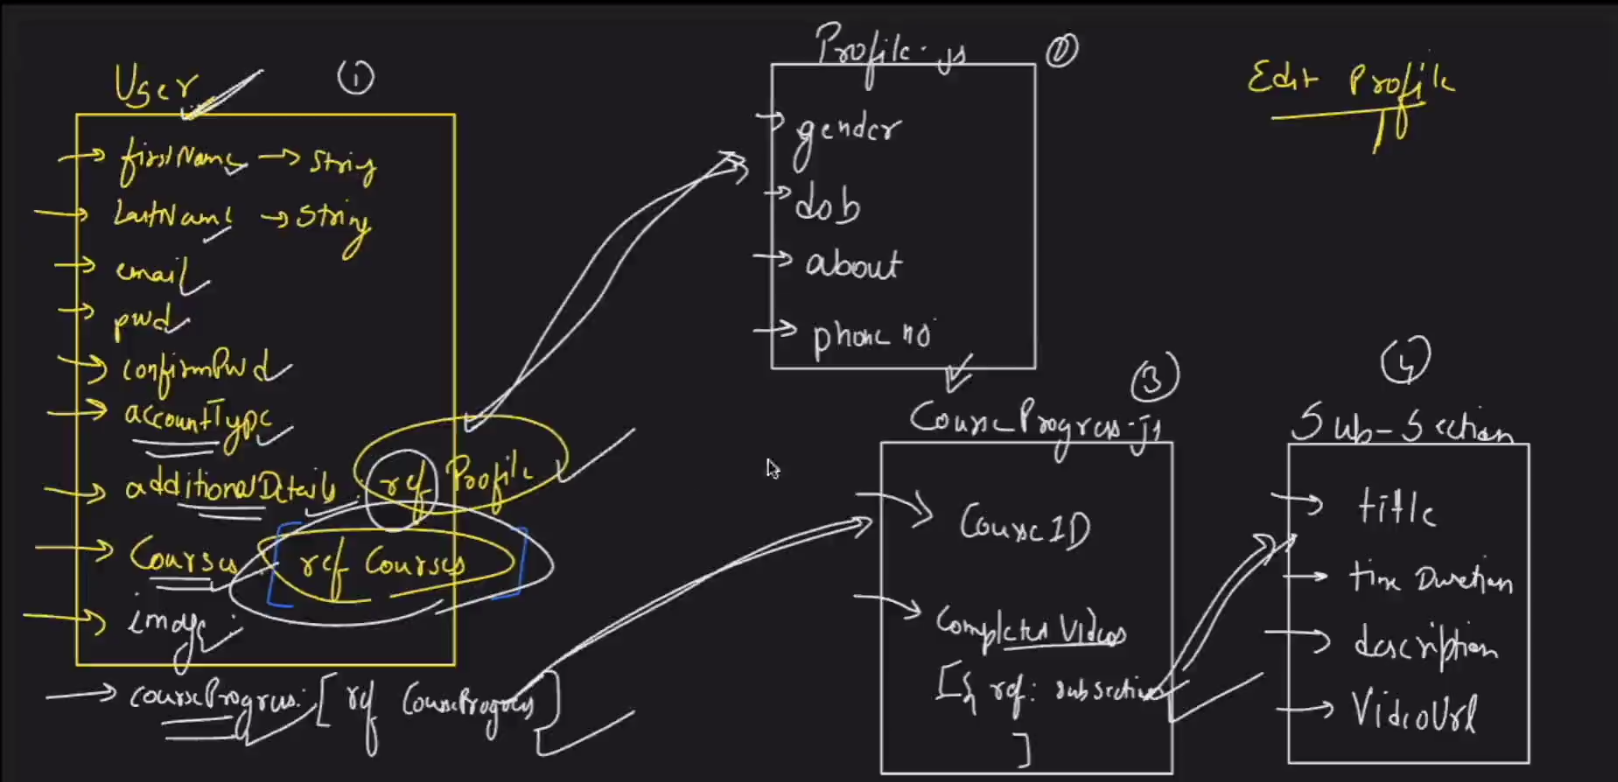 User ①
firstName → String
LastName → String
email
pwd
confirmPwd
accountType
additionalDetails . ref Profile
Courses . [ref Courses]
image
courseProgress: [ref CourseProgress]
Profile.js ②
gender
dob
about
phone no
Edit Profile
③
CourseProgress.js
CourseID
Completed Videos
[{ ref: subsection
]
④
Sub-Section
title
time Duration
description
VideoUrl